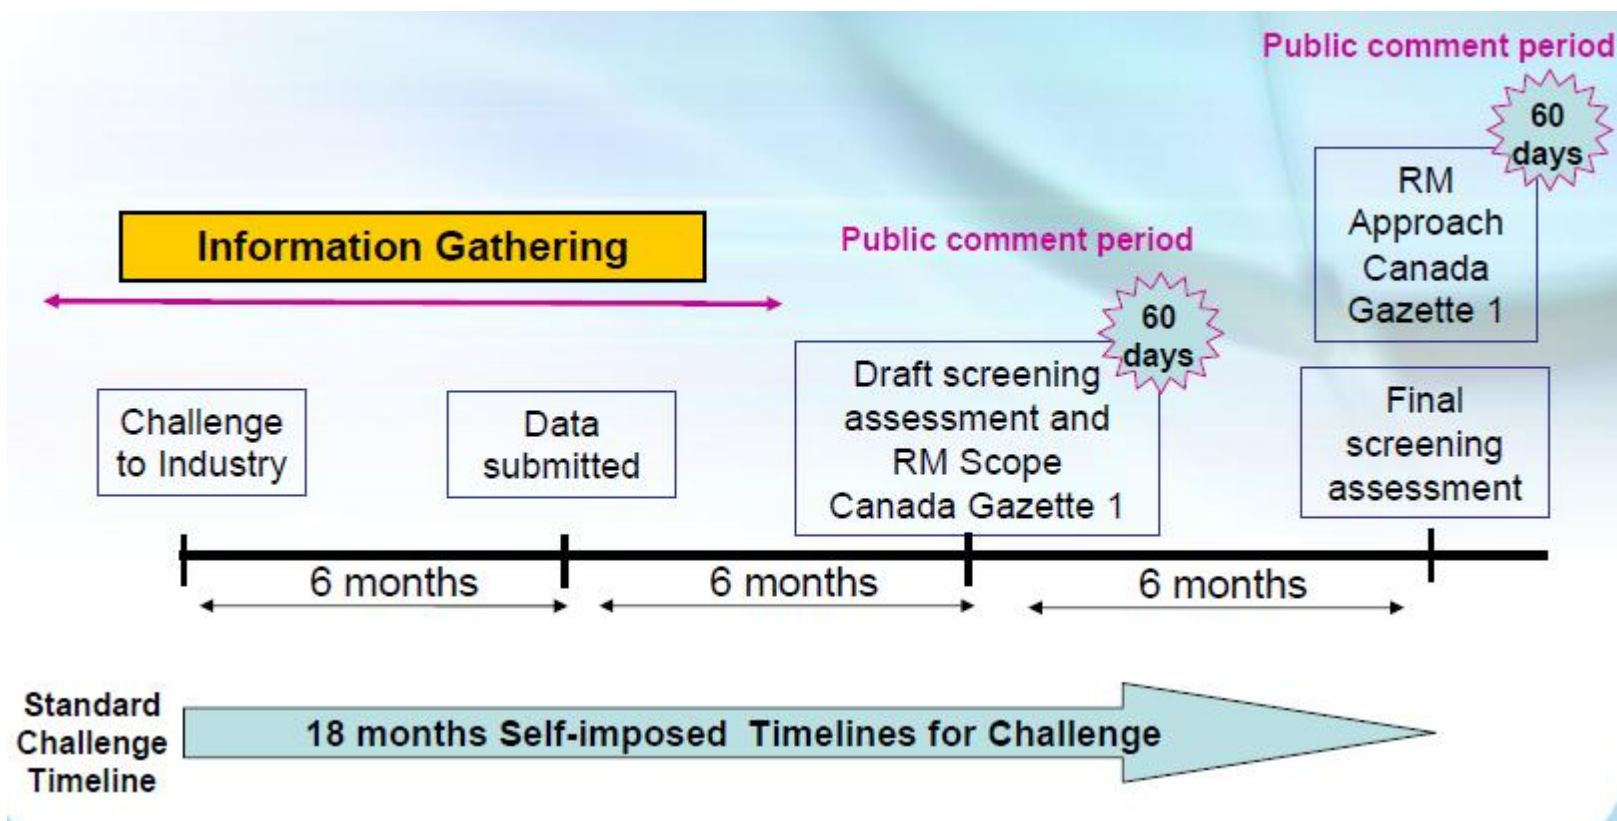 Public comment period
60
days
RM
Approach
Canada
Gazette 1
Information Gathering
Public comment period
60
days
Challenge
to Industry
Data
submitted
Draft screening
assessment and
RM Scope
Canada Gazette 1
Final
screening
assessment
6 months
6 months
6 months
Standard
Challenge
Timeline
18 months Self-imposed Timelines for Challenge